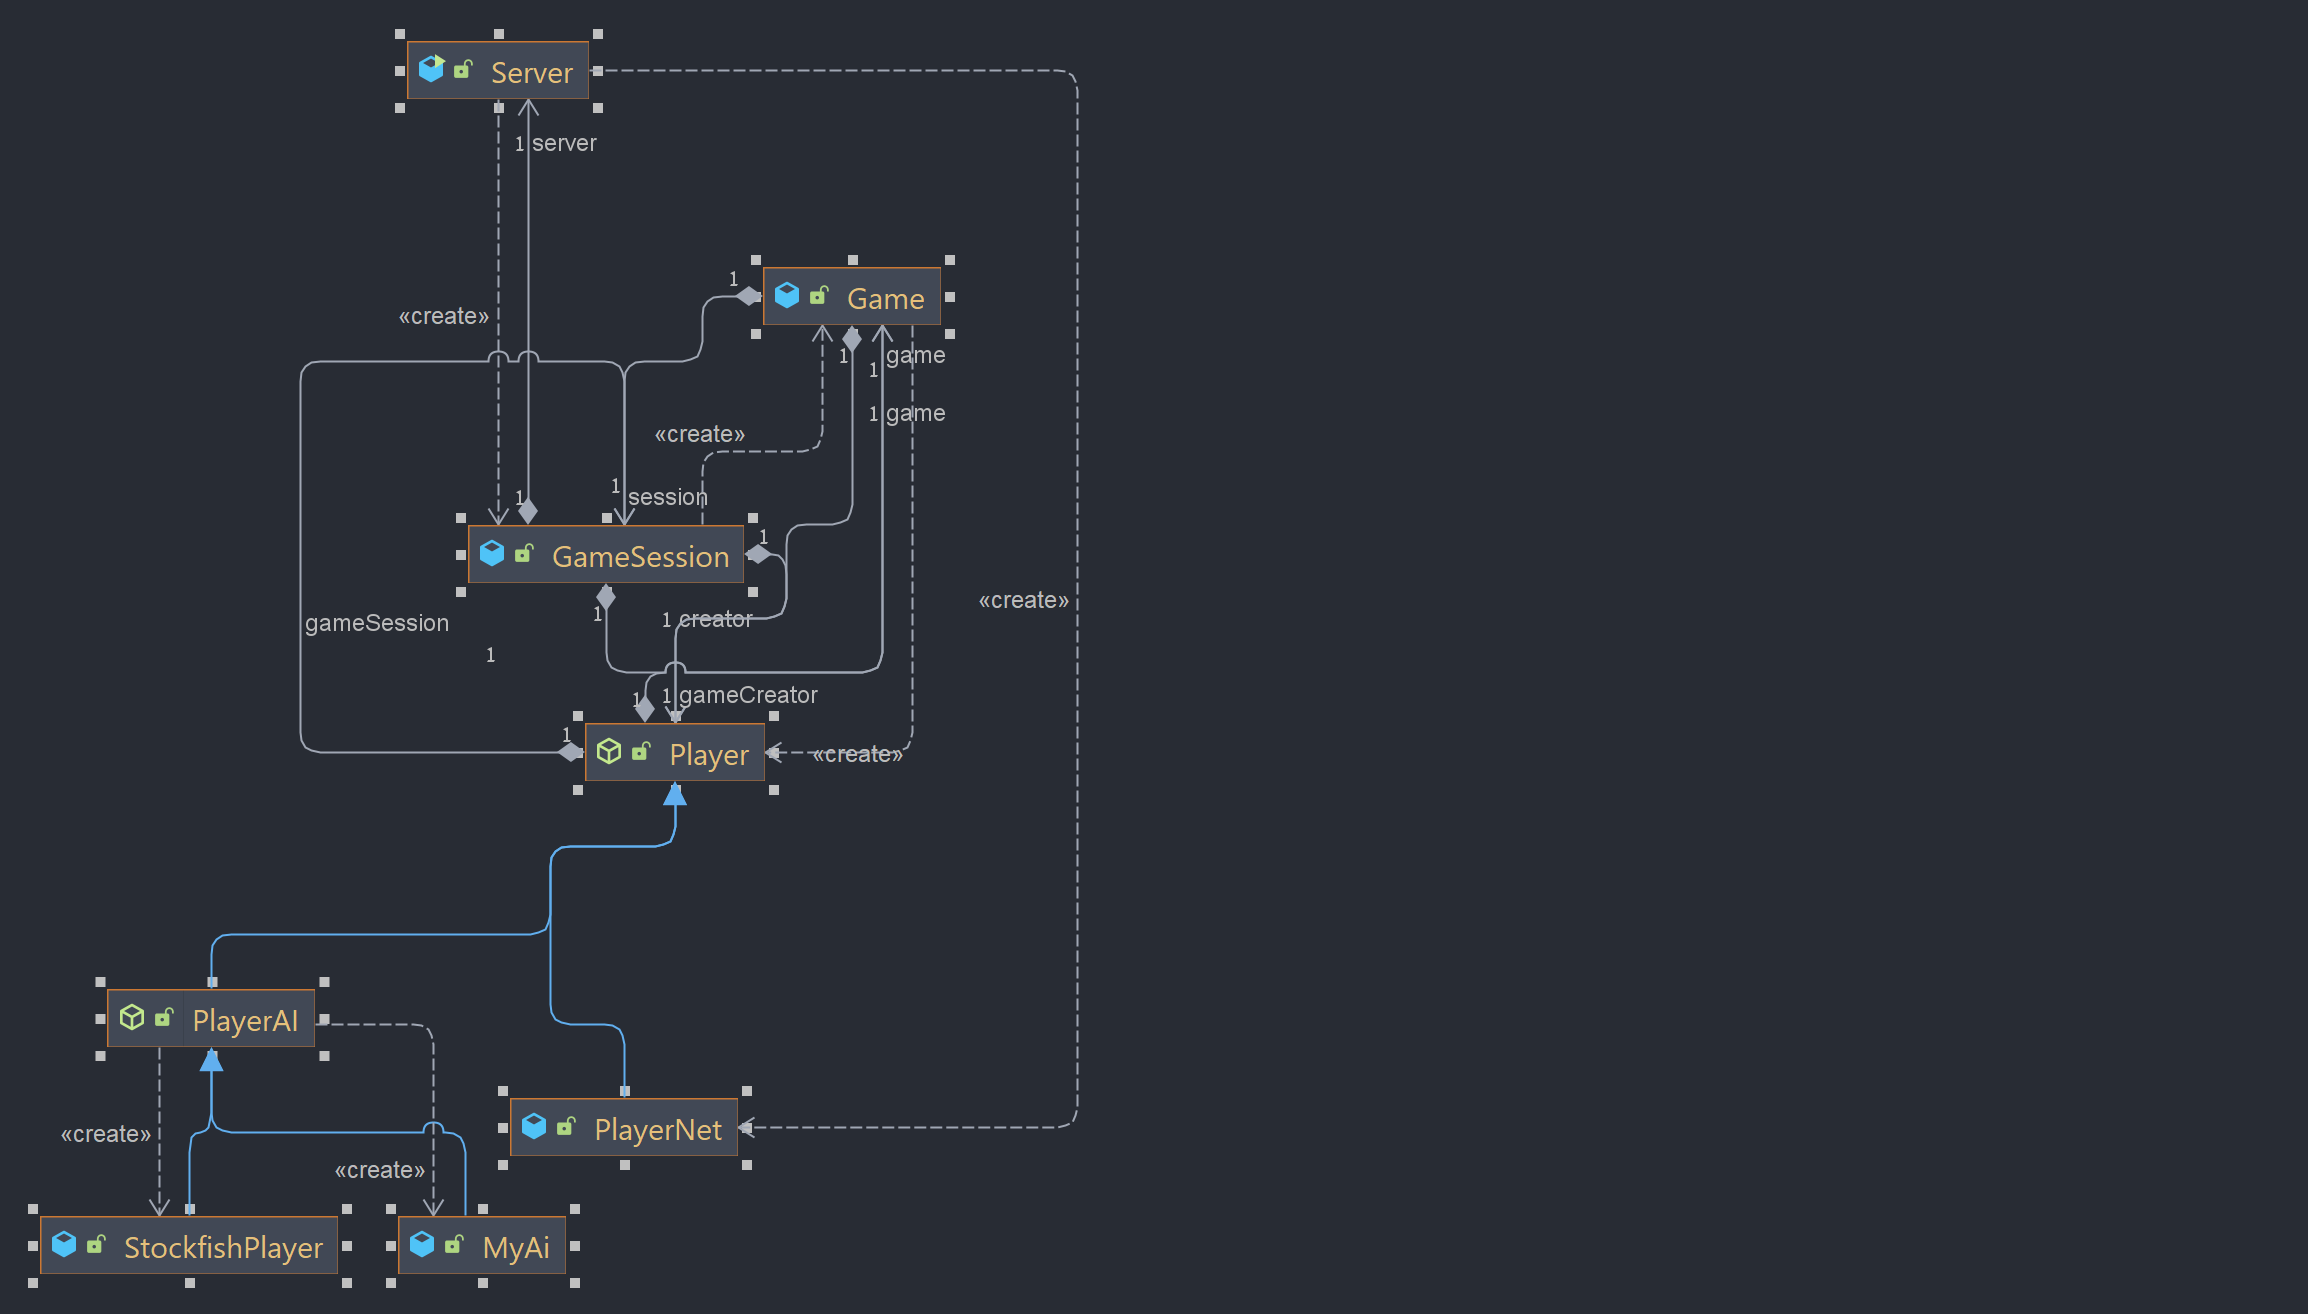 Server
1 server
«create»
1
Game
1
game
1
1 game
«create»
1
session
1
1
GameSession
1
1 creator
«create»
gameSession
1
1
1 gameCreator
1
Player
«create»
PlayerAI
PlayerNet
«create»
«create»
StockfishPlayer
MyAi